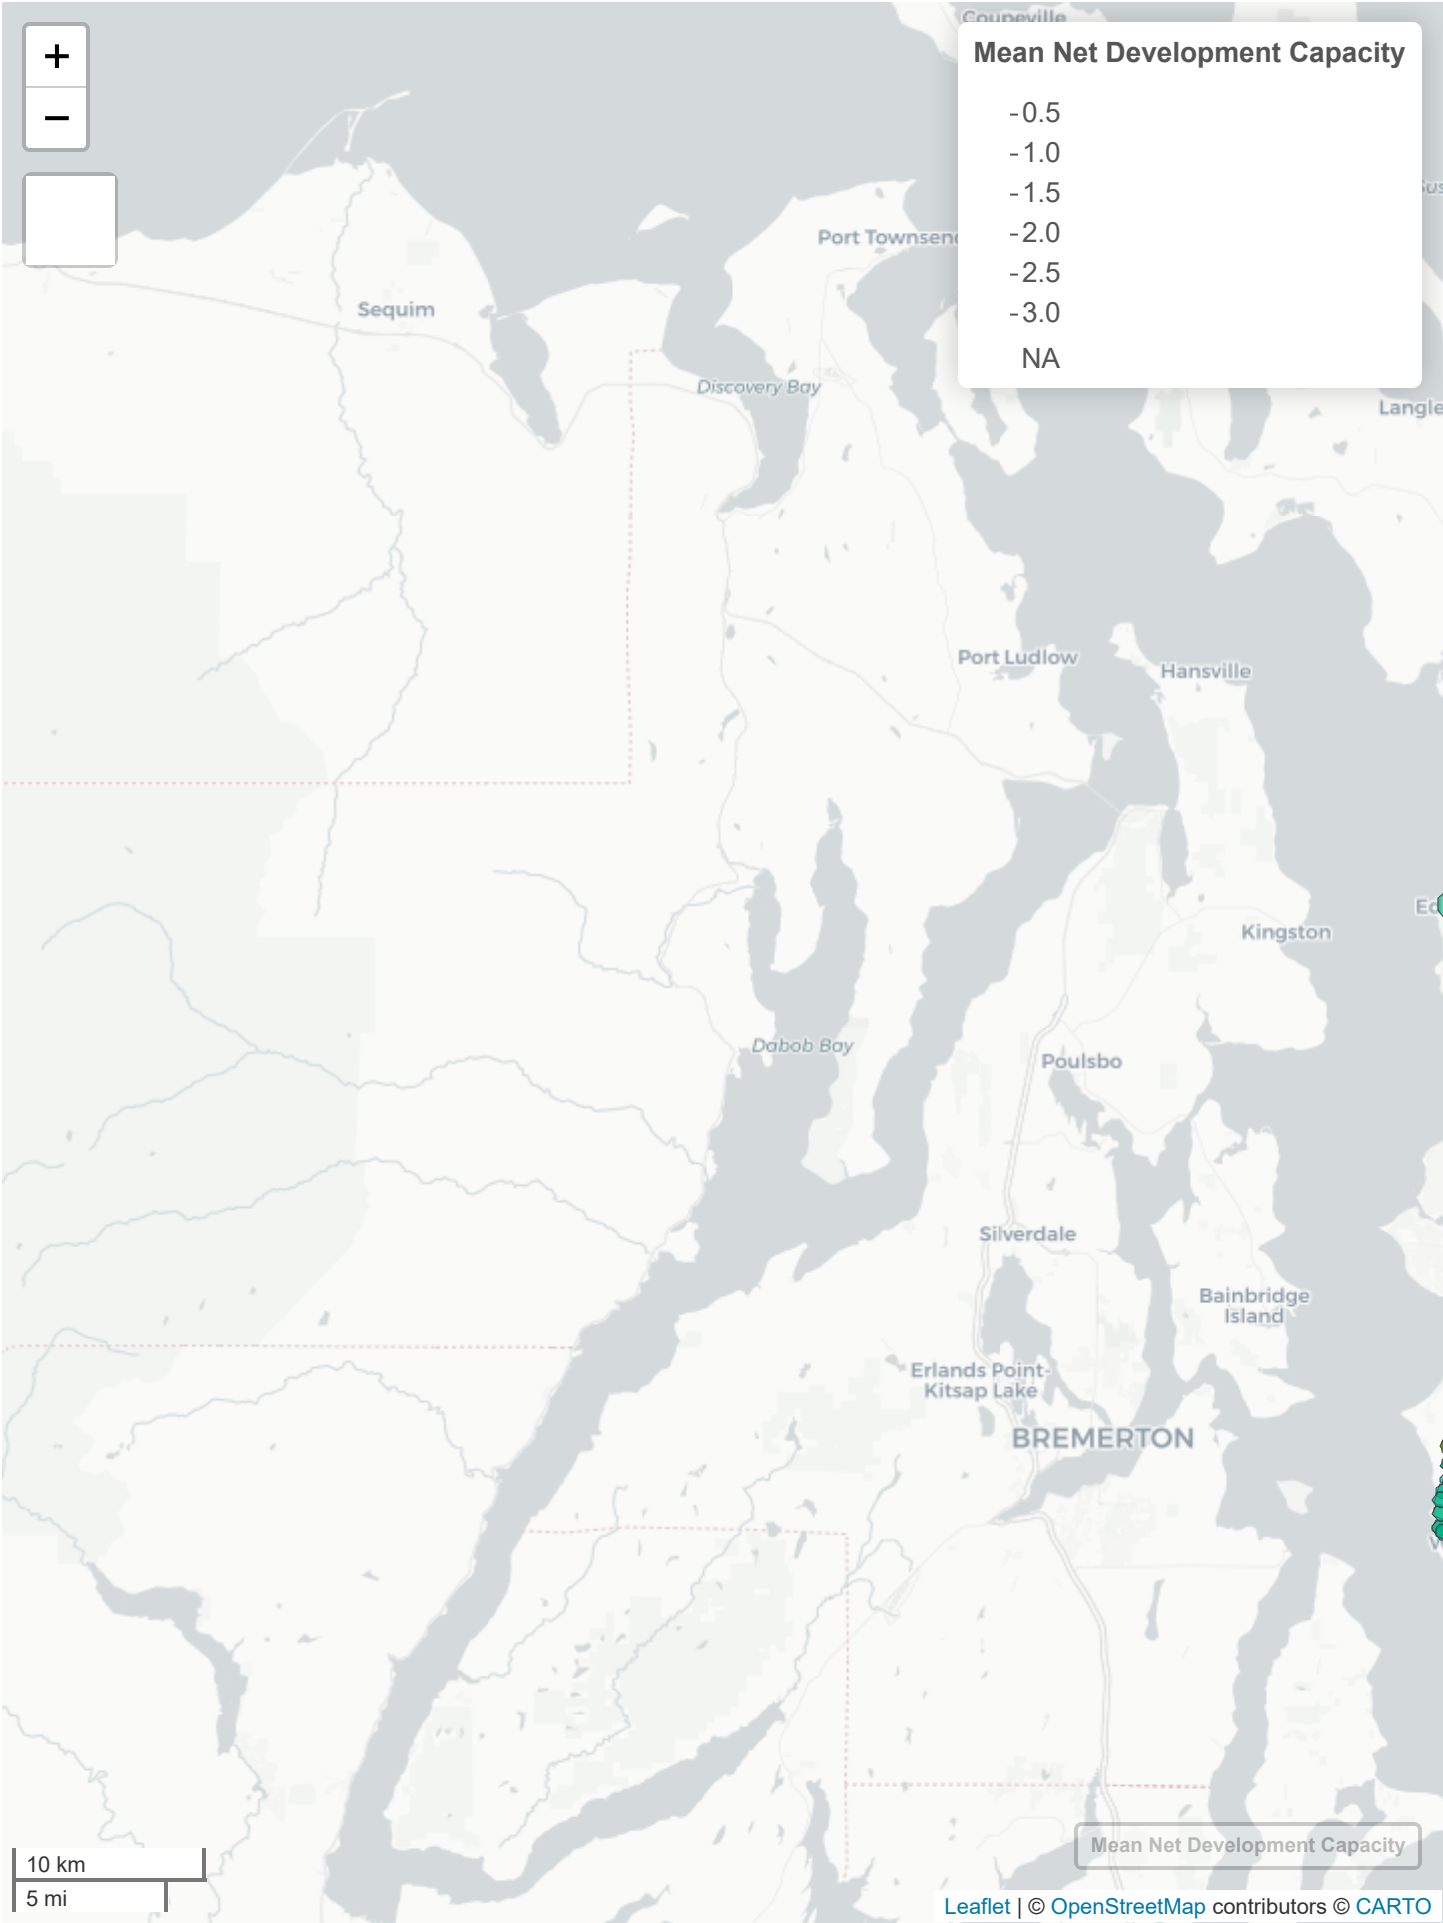 +
−
Coupeville
Mean Net Development Capacity
-0.5
-1.0
-1.5
-2.0
-2.5
-3.0
NA
Port Townsend
Sequim
Discovery Bay
Langle
Port Ludlow
Hansville
Kingston
Dabob Bay
Poulsbo
Silverdale
Bainbridge
Island
Erlands Point-
Kitsap Lake
BREMERTON
Mean Net Development Capacity
10 km
5 mi
Leaflet | © OpenStreetMap contributors © CARTO